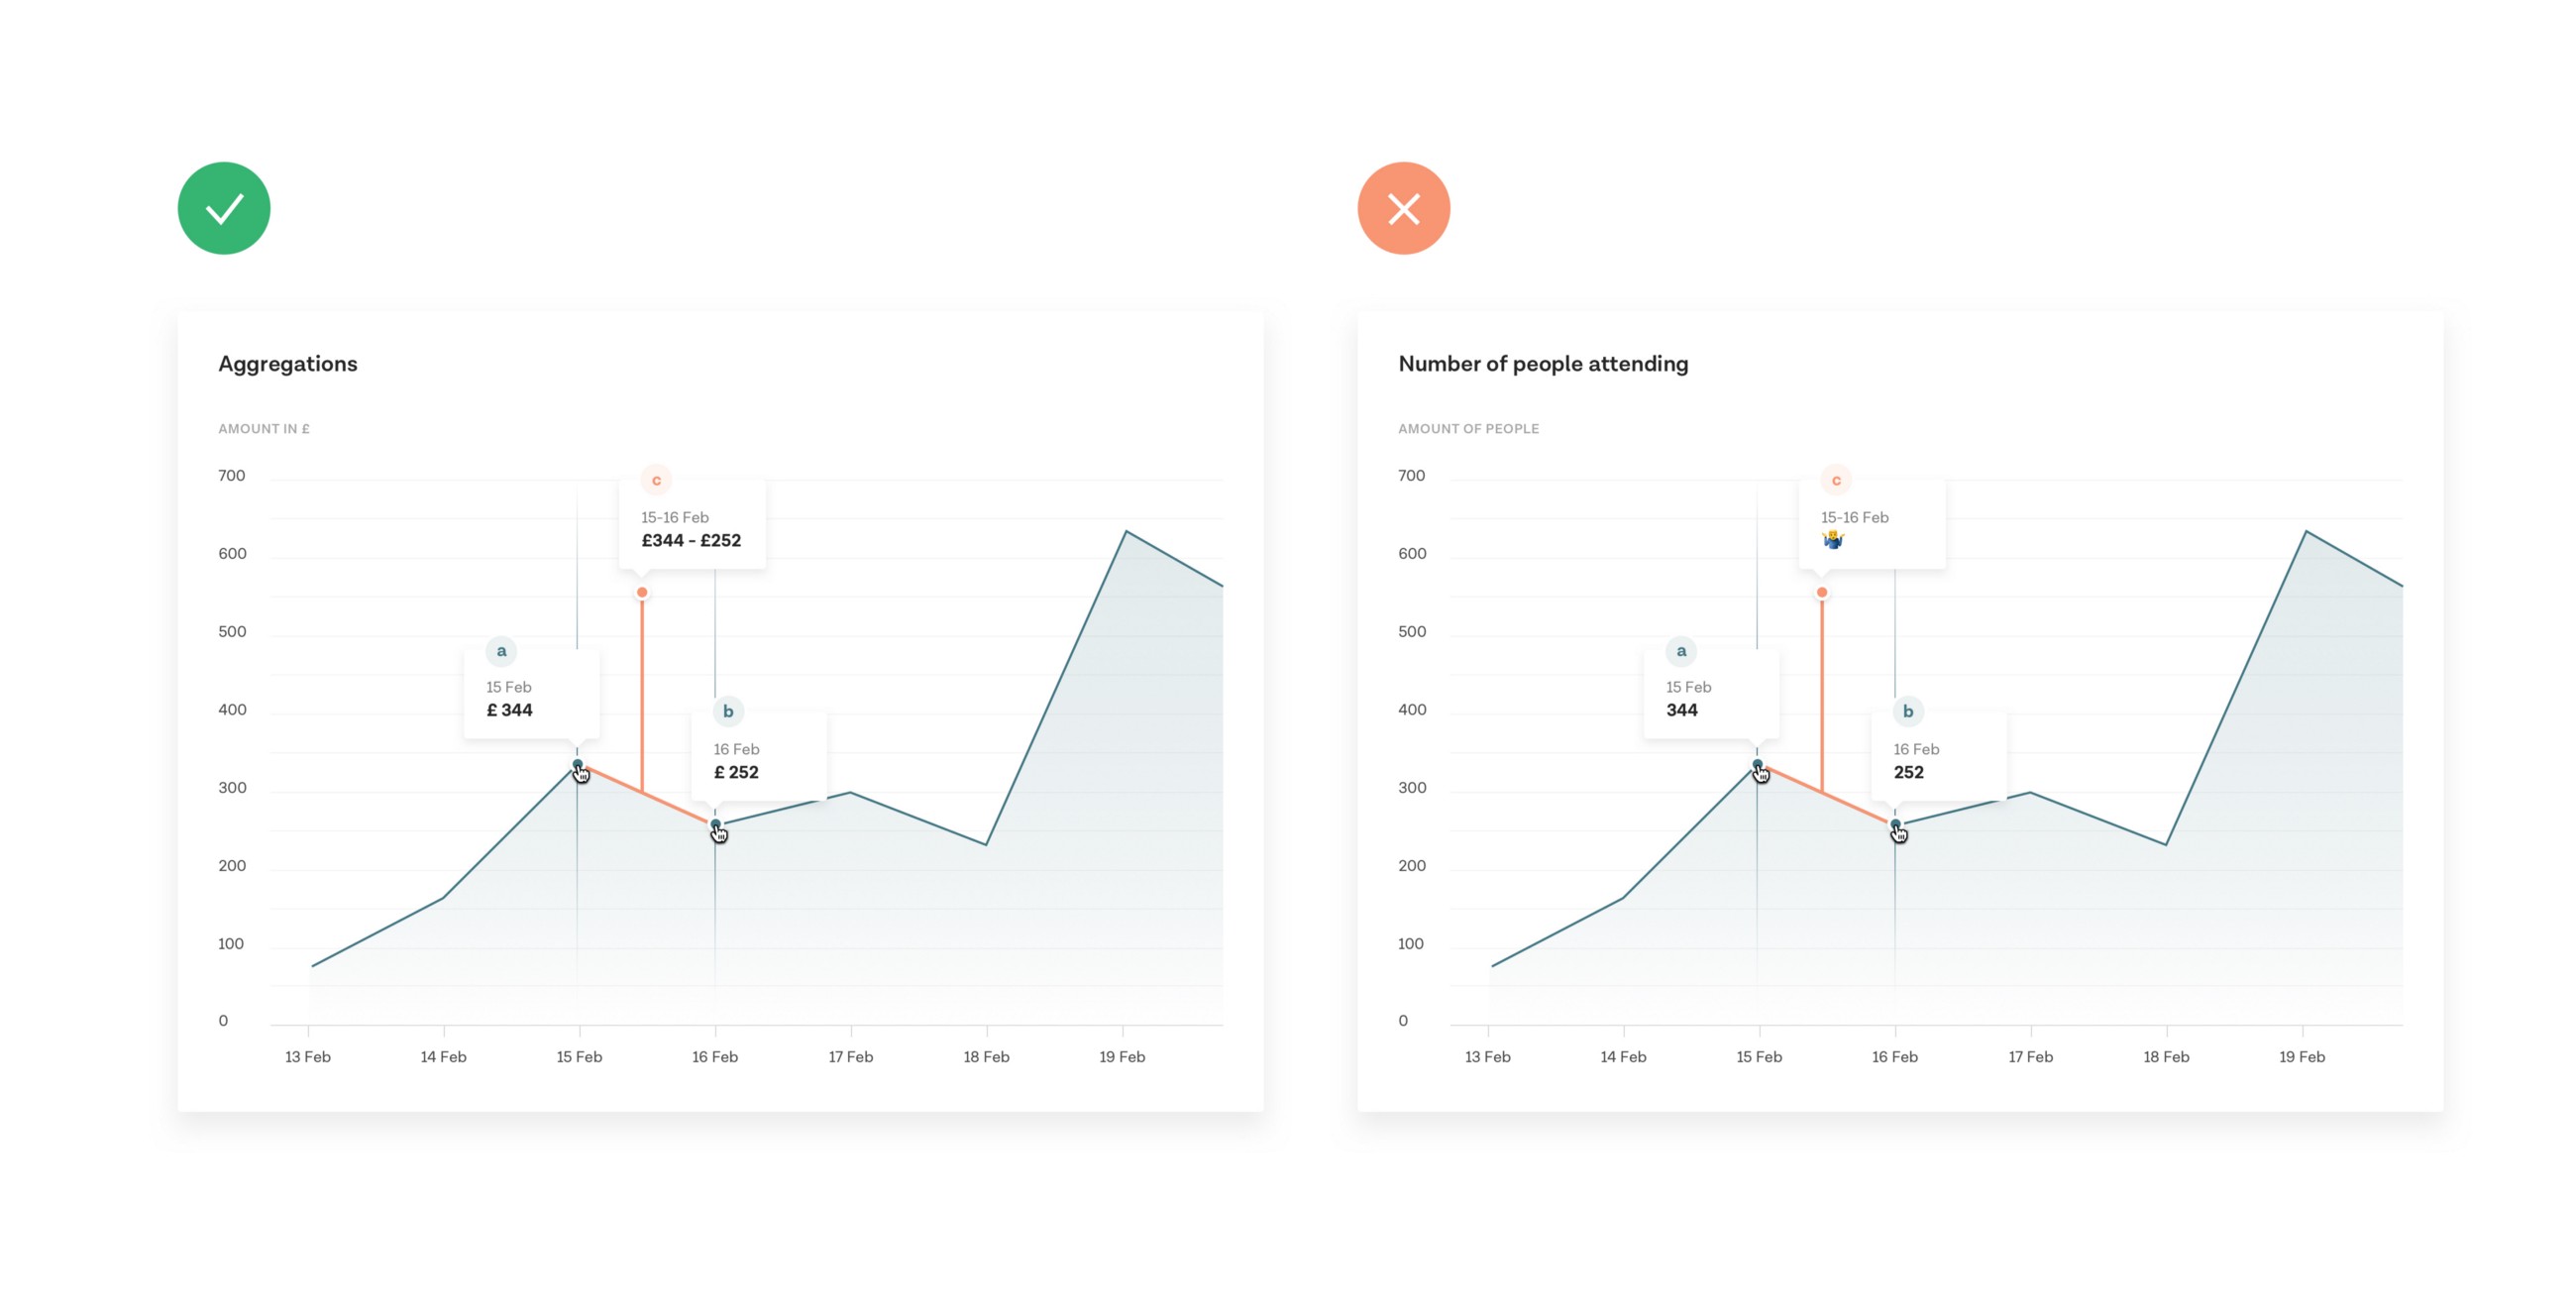 Aggregations
AMOUNT IN £
700
600
500
400
300
200
100
0
c
15-16 Feb
£344 - £252
a
15 Feb
£ 344
b
16 Feb
£ 252
13 Feb
14 Feb
15 Feb
16 Feb
17 Feb
18 Feb
19 Feb
Number of people attending
AMOUNT OF PEOPLE
700
600
500
400
300
200
100
0
c
15-16 Feb
🤷‍♂️
a
15 Feb
344
b
16 Feb
252
13 Feb
14 Feb
15 Feb
16 Feb
17 Feb
18 Feb
19 Feb